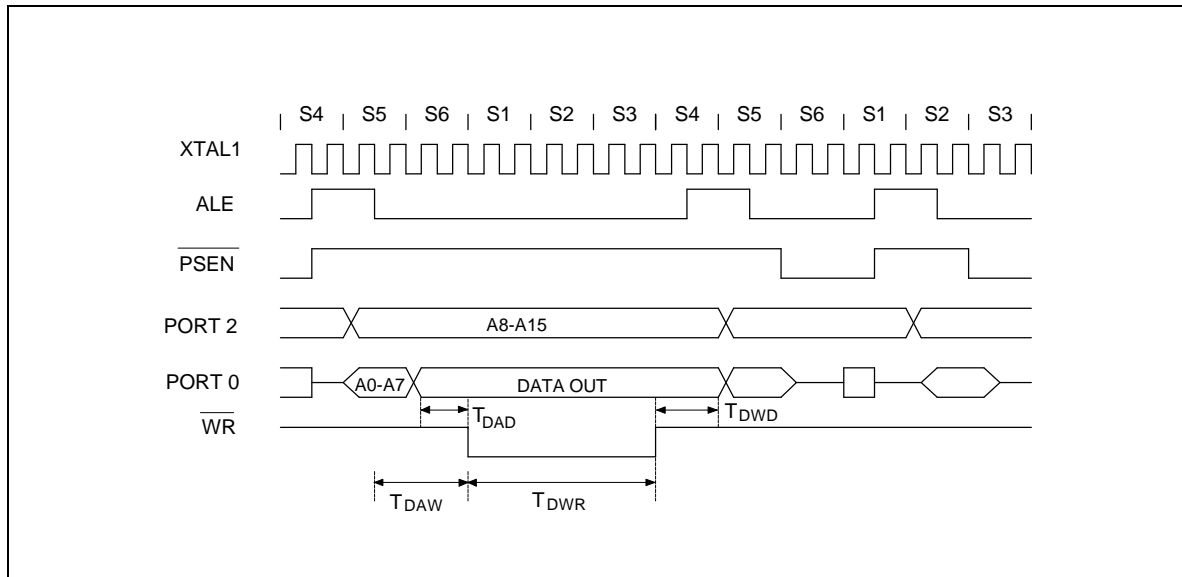 S4 S5 S6 S1 S2 S3 S4 S5 S6 S1 S2 S3
XTAL1
ALE
PSEN
PORT 2 A8-A15
PORT 0 A0-A7 DATA OUT
TDAD TDWD
WR
TDAW TDWR